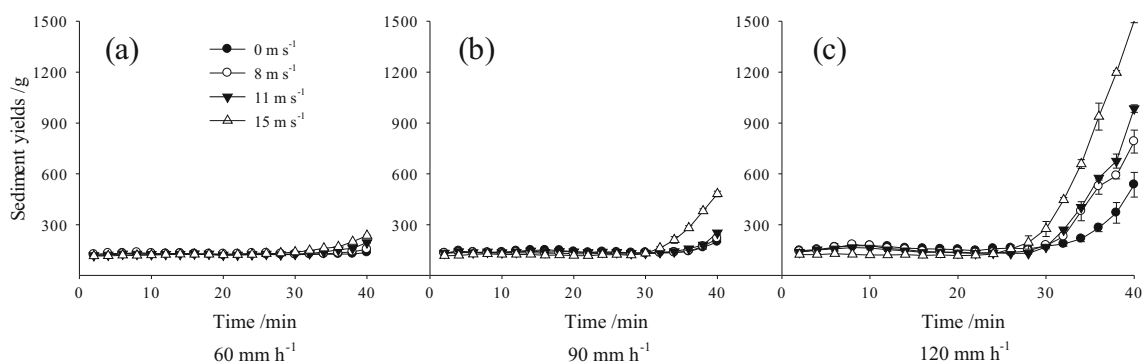 Sediment yields /g
1500
1200
900
600
300
(a)
0 m s⁻¹
8 m s⁻¹
11 m s⁻¹
15 m s⁻¹
0 10 20 30 40
Time /min
60 mm h⁻¹
1500
1200
900
600
300
(b)
0 10 20 30 40
Time /min
90 mm h⁻¹
1500
1200
900
600
300
(c)
0 10 20 30 40
Time /min
120 mm h⁻¹